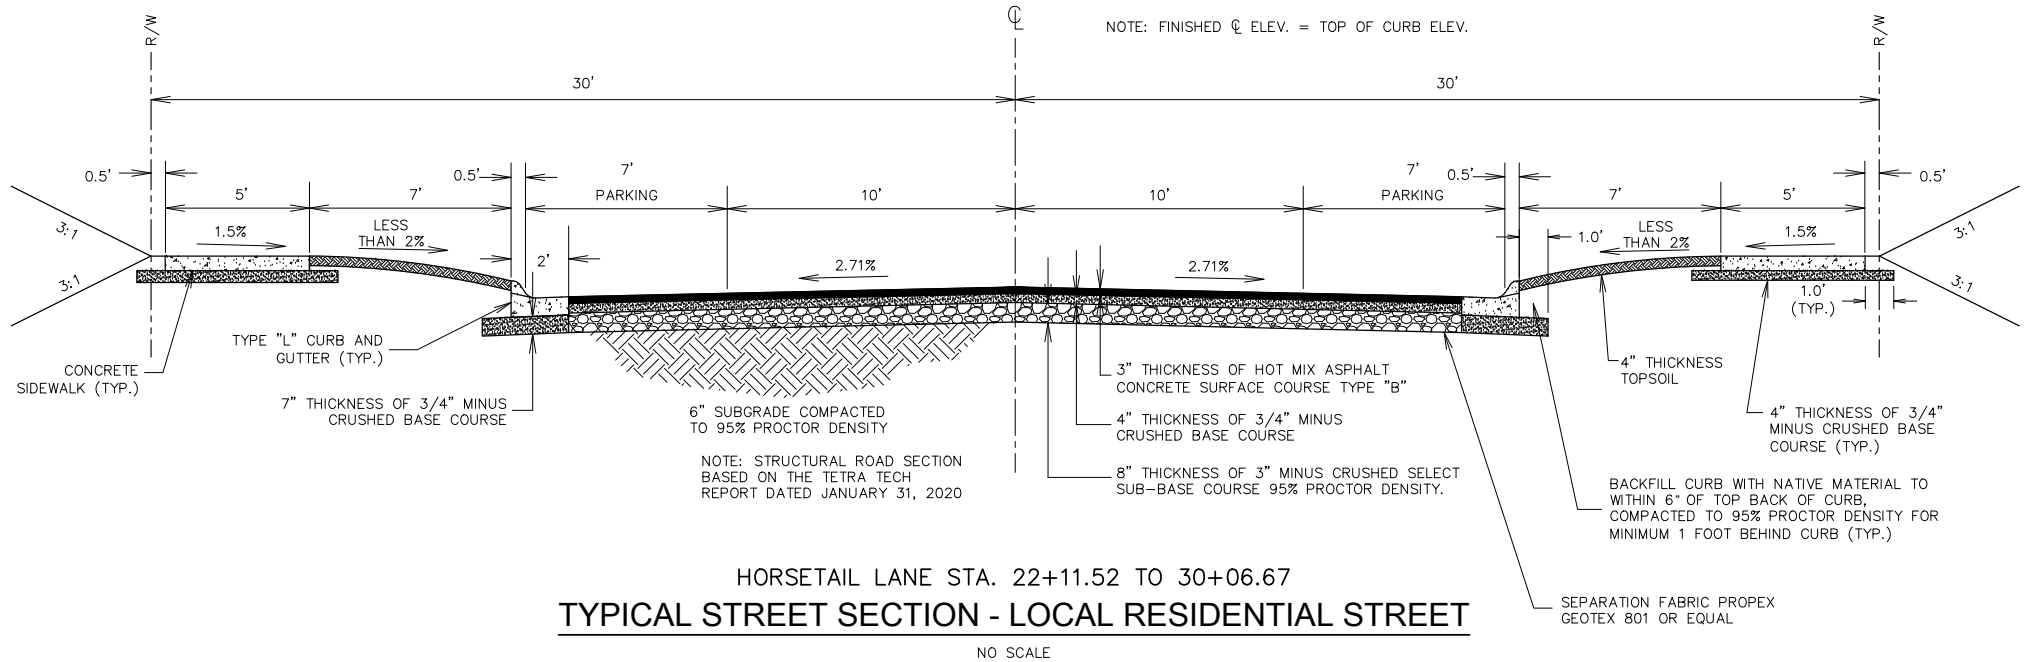 R/W
℄
NOTE: FINISHED ℄ ELEV. = TOP OF CURB ELEV.
R/W
30'
30'
0.5'
5'
7'
0.5'
7'
PARKING
10'
10'
7'
PARKING
0.5'
7'
5'
0.5'
3:1
3:1
1.5%
LESS
THAN 2%
2'
2.71%
2.71%
1.0'
LESS
THAN 2%
1.5%
3:1
3:1
1.0'
(TYP.)
TYPE "L" CURB AND
GUTTER (TYP.)
CONCRETE
SIDEWALK (TYP.)
7" THICKNESS OF 3/4" MINUS
CRUSHED BASE COURSE
6" SUBGRADE COMPACTED
TO 95% PROCTOR DENSITY
NOTE: STRUCTURAL ROAD SECTION
BASED ON THE TETRA TECH
REPORT DATED JANUARY 31, 2020
3" THICKNESS OF HOT MIX ASPHALT
CONCRETE SURFACE COURSE TYPE "B"
4" THICKNESS OF 3/4" MINUS
CRUSHED BASE COURSE
8" THICKNESS OF 3" MINUS CRUSHED SELECT
SUB-BASE COURSE 95% PROCTOR DENSITY.
4" THICKNESS
TOPSOIL
4" THICKNESS OF 3/4"
MINUS CRUSHED BASE
COURSE (TYP.)
BACKFILL CURB WITH NATIVE MATERIAL TO
WITHIN 6" OF TOP BACK OF CURB,
COMPACTED TO 95% PROCTOR DENSITY FOR
MINIMUM 1 FOOT BEHIND CURB (TYP.)
SEPARATION FABRIC PROPEX
GEOTEX 801 OR EQUAL
HORSETAIL LANE STA. 22+11.52 TO 30+06.67
TYPICAL STREET SECTION - LOCAL RESIDENTIAL STREET
NO SCALE